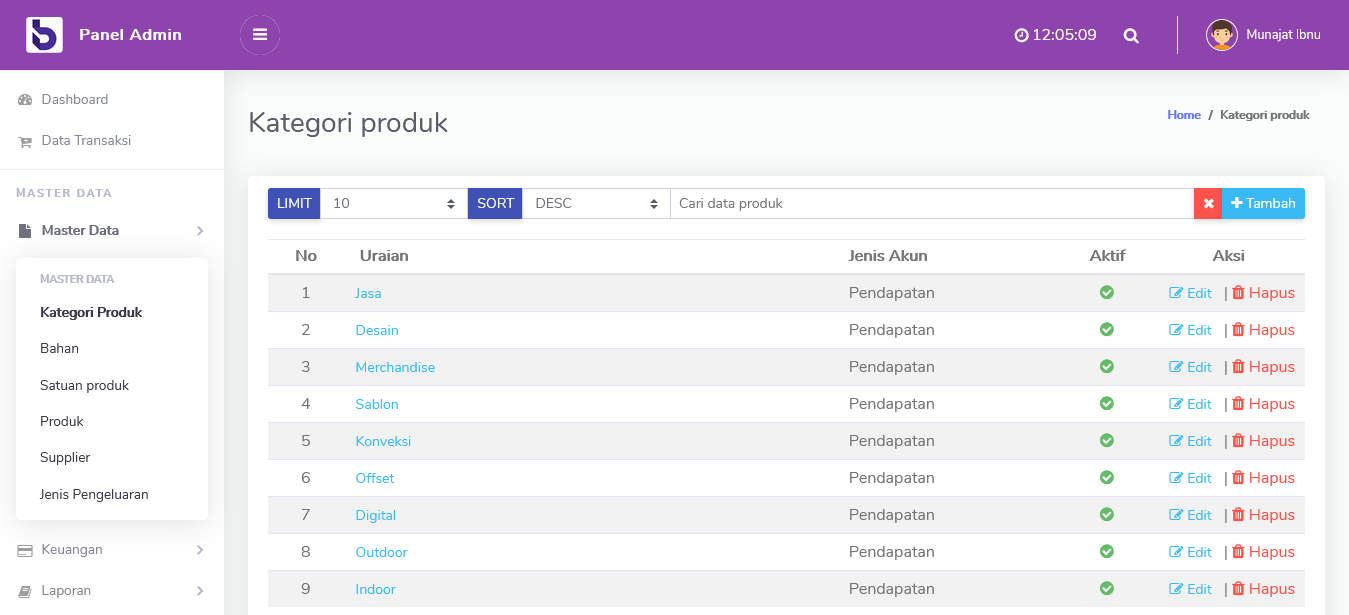 Panel Admin
12:05:09
Munajat Ibnu
Dashboard
Data Transaksi
MASTER DATA
Master Data
MASTER DATA
Kategori Produk
Bahan
Satuan produk
Produk
Supplier
Jenis Pengeluaran
Keuangan
Laporan
Kategori produk
Home / Kategori produk
LIMIT 10 SORT DESC Cari data produk Tambah
No Uraian Jenis Akun Aktif Aksi
1 Jasa Pendapatan Edit | Hapus
2 Desain Pendapatan Edit | Hapus
3 Merchandise Pendapatan Edit | Hapus
4 Sablon Pendapatan Edit | Hapus
5 Konveksi Pendapatan Edit | Hapus
6 Offset Pendapatan Edit | Hapus
7 Digital Pendapatan Edit | Hapus
8 Outdoor Pendapatan Edit | Hapus
9 Indoor Pendapatan Edit | Hapus